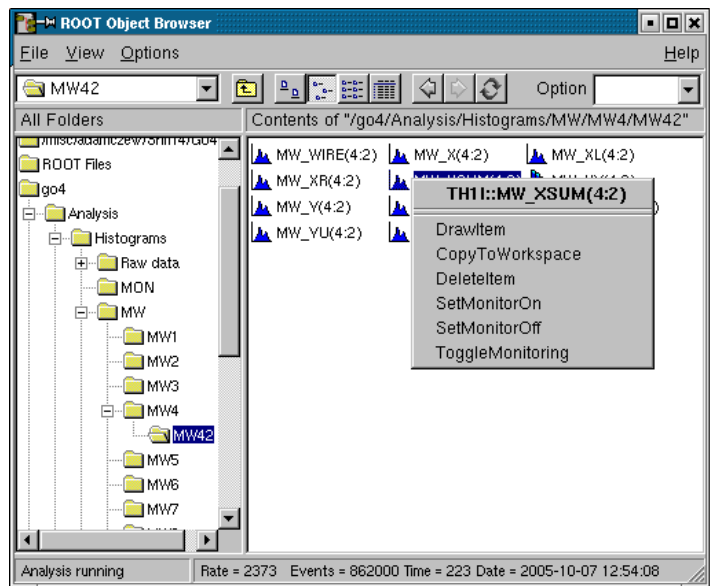 ROOT Object Browser
File View Options Help
MW42 Option
All Folders Contents of "/go4/Analysis/Histograms/MW/MW4/MW42"
ROOT Files
go4
Analysis
Histograms
Raw data
MON
MW
MW1
MW2
MW3
MW4
MW42
MW5
MW6
MW7
MW_WIRE(4:2) MW_X(4:2) MW_XL(4:2)
MW_XR(4:2)
MW_Y(4:2)
MW_YU(4:2)
TH1I::MW_XSUM(4:2)
DrawItem
CopyToWorkspace
DeleteItem
SetMonitorOn
SetMonitorOff
ToggleMonitoring
Analysis running Rate = 2373 Events = 862000 Time = 223 Date = 2005-10-07 12:54:08